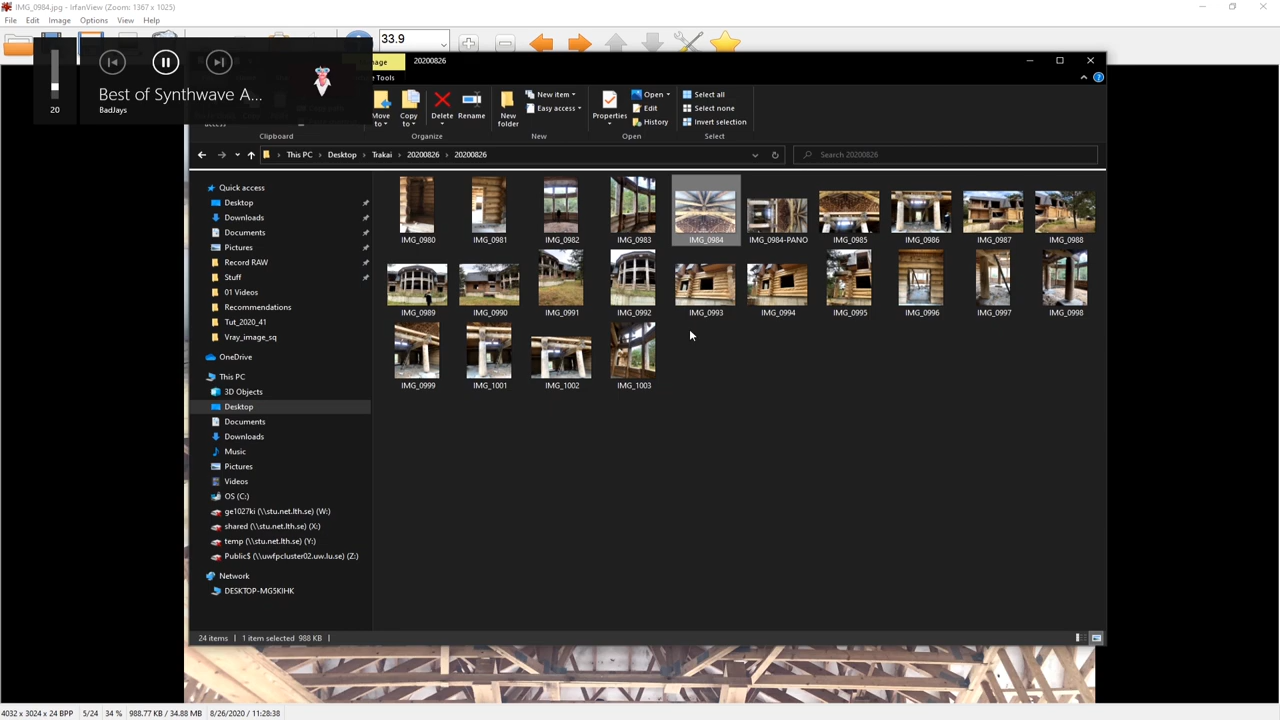 IMG_0984.jpg - IrfanView (Zoom: 1367 x 1025)
File Edit Image Options View Help
33.9
20
Best of Synthwave A...
BadJays
20200826
Move to
Copy to
Delete
Rename
New folder
New item
Easy access
Properties
Open
Edit
History
Select all
Select none
Invert selection
Clipboard Organize New Open Select
This PC > Desktop > Trakai > 20200826 > 20200826
Search 20200826
Quick access
Desktop
Downloads
Documents
Pictures
Record RAW
Stuff
01 Videos
Recommendations
Tut_2020_41
Vray_image_sq
OneDrive
This PC
3D Objects
Desktop
Documents
Downloads
Music
Pictures
Videos
OS (C:)
ge1027ki (\\stu.net.lth.se) (W:)
shared (\\stu.net.lth.se) (X:)
temp (\\stu.net.lth.se) (Y:)
Public$ (\\uwfpcluster02.uw.lu.se) (Z:)
Network
DESKTOP-MG5KIHK
IMG_0980 IMG_0981 IMG_0982 IMG_0983 IMG_0984 IMG_0984-PANO IMG_0985 IMG_0986 IMG_0987 IMG_0988
IMG_0989 IMG_0990 IMG_0991 IMG_0992 IMG_0993 IMG_0994 IMG_0995 IMG_0996 IMG_0997 IMG_0998
IMG_0999 IMG_1001 IMG_1002 IMG_1003
24 items 1 item selected 988 KB
4032 x 3024 x 24 BPP 5/24 34 % 988.77 KB / 34.88 MB 8/26/2020 / 11:28:38